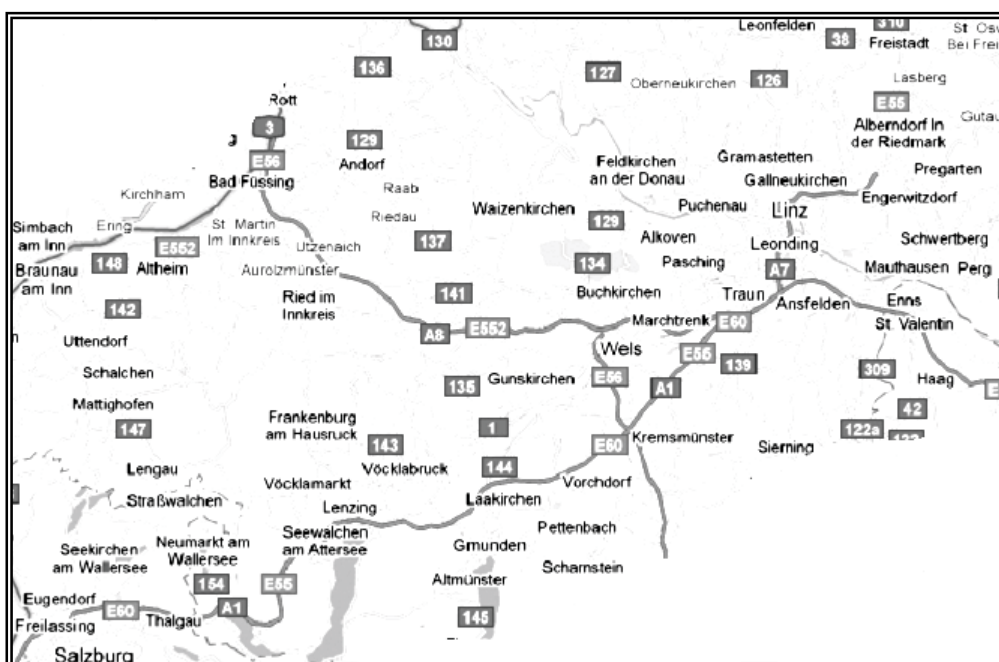 Leonfelden
310
St Osw
Bei Frei
130
38
Freistadt
136
127
126
Oberneukirchen
Lasberg
Rott
E55
3
Gutau
129
Alberndorf in
der Riedmark
E56
Andorf
Feldkirchen
an der Donau
Gramastetten
Pregarten
Bad Füssing
Gallneukirchen
Kirchham
Raab
Engerwitzdorf
Waizenkirchen
Puchenau
Linz
Simbach
am Inn
Ering
St Martin
Im Innkreis
Riedau
129
Alkoven
Leonding
Schwertberg
E552
Utzenaich
137
148
Altheim
134
Pasching
A7
Mauthausen
Perg
Braunau
am Inn
Aurolzmünster
Buchkirchen
Traun
Ansfelden
Enns
142
Ried im
Innkreis
141
Marchtrenk
E60
St. Valentin
Uttendorf
A8
E552
Wels
E55
139
309
Schalchen
135
Gunskirchen
E56
A1
Haag
Mattighofen
Frankenburg
am Hausruck
42
147
143
1
E60
Kremsmünster
122a
Sierning
Lengau
Vöcklabruck
144
Vorchdorf
Straßwalchen
Vöcklamarkt
Laakirchen
Lenzing
Pettenbach
Seekirchen
am Wallersee
Neumarkt am
Wallersee
Seewalchen
am Attersee
Gmunden
Scharnstein
154
E55
Altmünster
Eugendorf
E60
A1
145
Freilassing
Thalgau
Salzburg